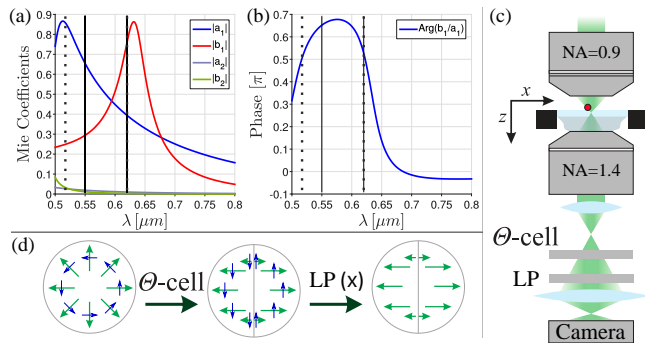 (a)
Mie Coefficients
0.9
0.8
0.7
0.6
0.5
0.4
0.3
0.2
0.1
0
0.5 0.55 0.6 0.65 0.7 0.75 0.8
λ [μm]
|a₁|
|b₁|
|a₂|
|b₂|
(b)
Phase [π]
0.7
0.6
0.5
0.4
0.3
0.2
0.1
0
-0.1
0.5 0.55 0.6 0.65 0.7 0.75 0.8
λ [μm]
Arg(b₁/a₁)
(c)
NA=0.9
x
z
NA=1.4
Θ-cell
LP
Camera
(d)
Θ-cell
LP (x)